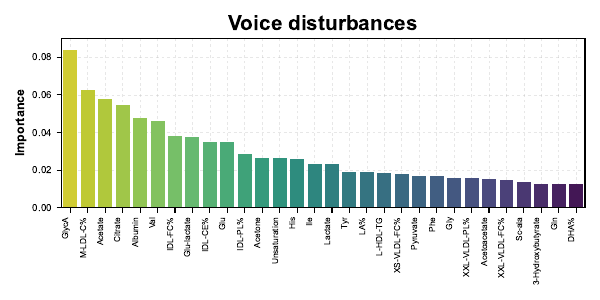 Voice disturbances
Importance
0.08
0.06
0.04
0.02
0.00
GlycA
M-LDL-C%
Acetate
Citrate
Albumin
Val
IDL-FC%
Glu-lactate
IDL-CE%
Glu
IDL-PL%
Acetone
Unsaturation
His
Ile
Lactate
Tyr
LA%
L-HDL-TG
XS-VLDL-FC%
Pyruvate
Phe
Gly
XXL-VLDL-PL%
Acetoacetate
XXL-VLDL-FC%
Sc-ala
3-Hydroxybutyrate
Gln
DHA%